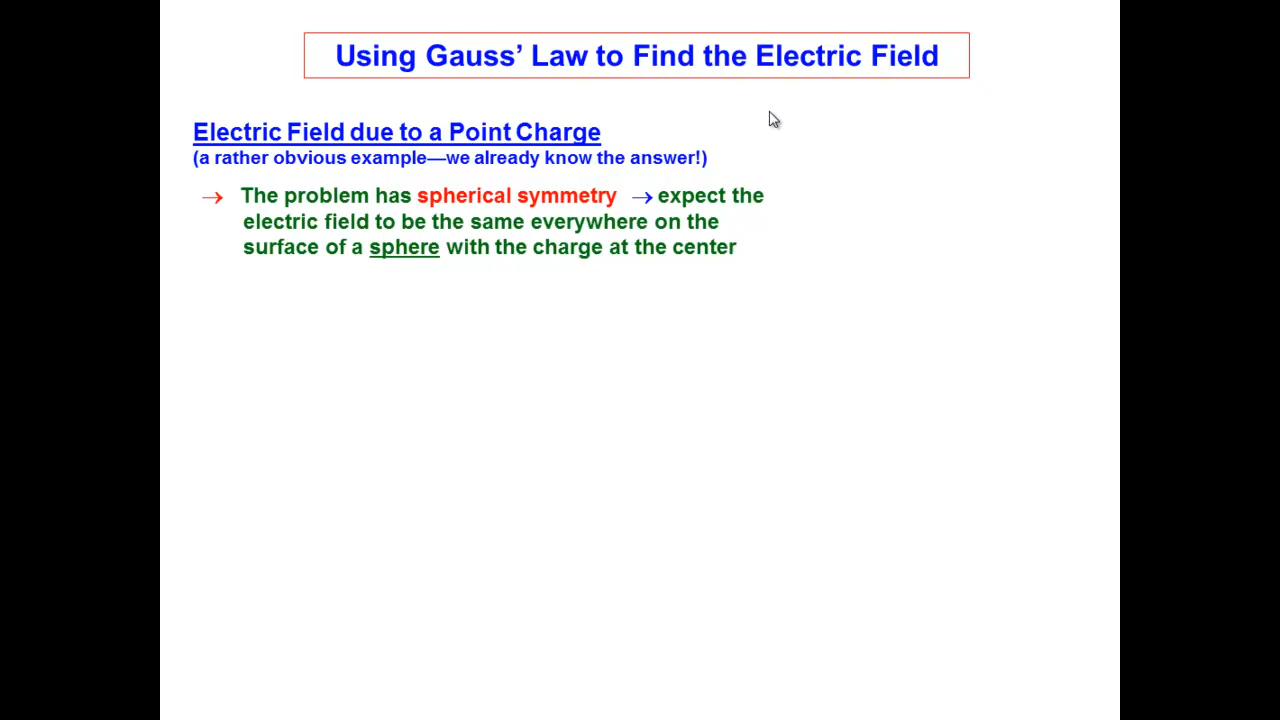 Using Gauss’ Law to Find the Electric Field
Electric Field due to a Point Charge
(a rather obvious example—we already know the answer!)
→ The problem has spherical symmetry → expect the
electric field to be the same everywhere on the
surface of a sphere with the charge at the center